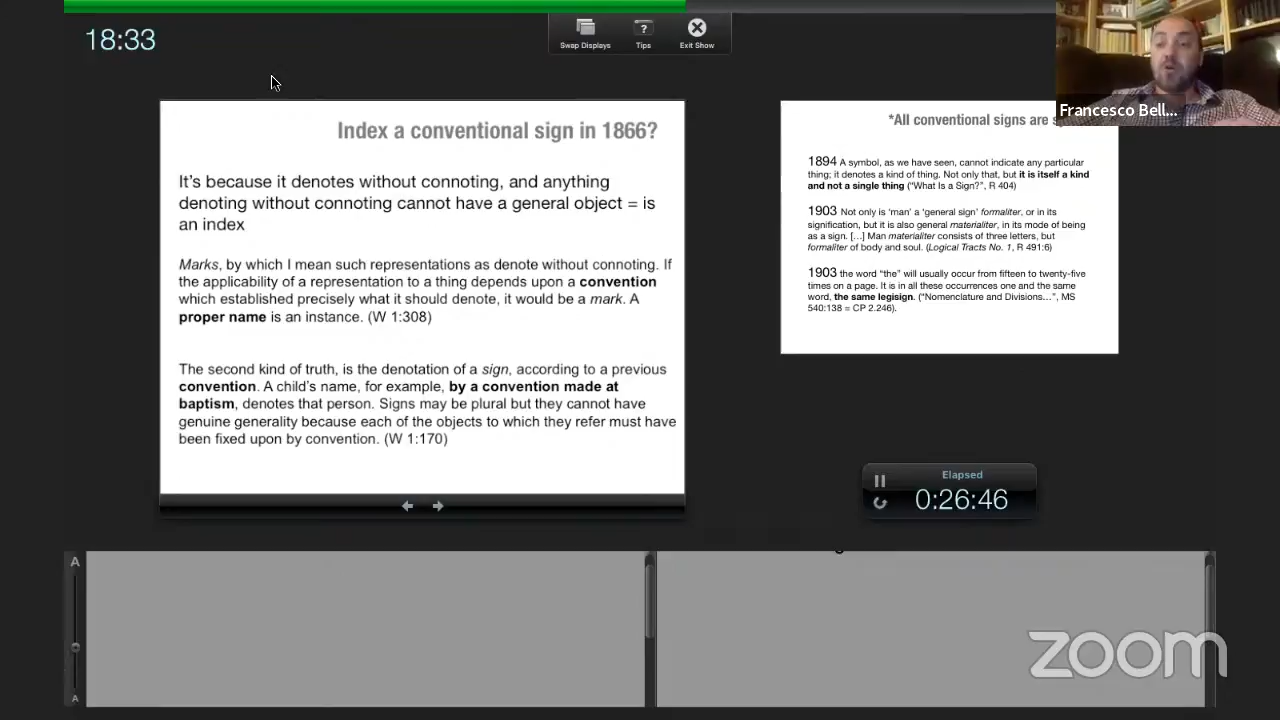 18:33
Swap Displays
Tips
Exit Show
Francesco Bell...
Index a conventional sign in 1866?
It's because it denotes without connoting, and anything
denoting without connoting cannot have a general object = is
an index
Marks, by which I mean such representations as denote without connoting. If
the applicability of a representation to a thing depends upon a convention
which established precisely what it should denote, it would be a mark. A
proper name is an instance. (W 1:308)
The second kind of truth, is the denotation of a sign, according to a previous
convention. A child's name, for example, by a convention made at
baptism, denotes that person. Signs may be plural but they cannot have
genuine generality because each of the objects to which they refer must have
been fixed upon by convention. (W 1:170)
*All conventional signs are
1894 A symbol, as we have seen, cannot indicate any particular
thing; it denotes a kind of thing. Not only that, but it is itself a kind
and not a single thing ("What Is a Sign?", R 404)
1903 Not only is 'man' a 'general sign' formaliter, or in its
signification, but it is also general materialiter, in its mode of being
as a sign. [...] Man materialiter consists of three letters, but
formaliter of body and soul. (Logical Tracts No. 1, R 491:6)
1903 the word "the" will usually occur from fifteen to twenty-five
times on a page. It is in all these occurrences one and the same
word, the same legisign. ("Nomenclature and Divisions...", MS
540:138 = CP 2.246).
Elapsed
0:26:46
A
A
zoom